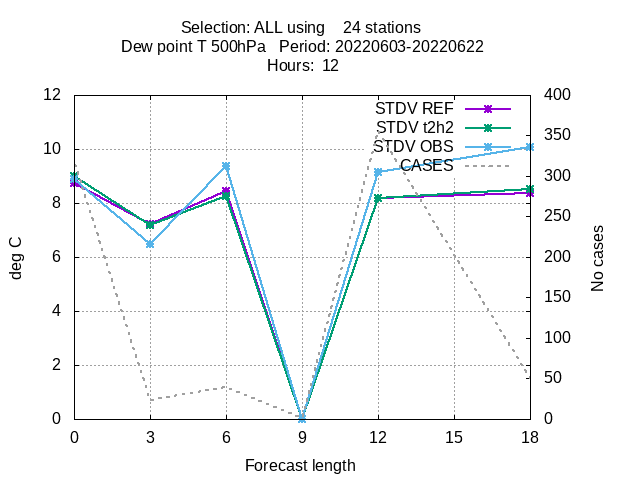 Selection: ALL using    24 stations
Dew point T 500hPa   Period: 20220603-20220622
Hours:  12
12
10
8
6
4
2
0
deg C
400
350
300
250
200
150
100
50
0
No cases
STDV REF
STDV t2h2
STDV OBS
CASES
0 3 6 9 12 15 18
Forecast length